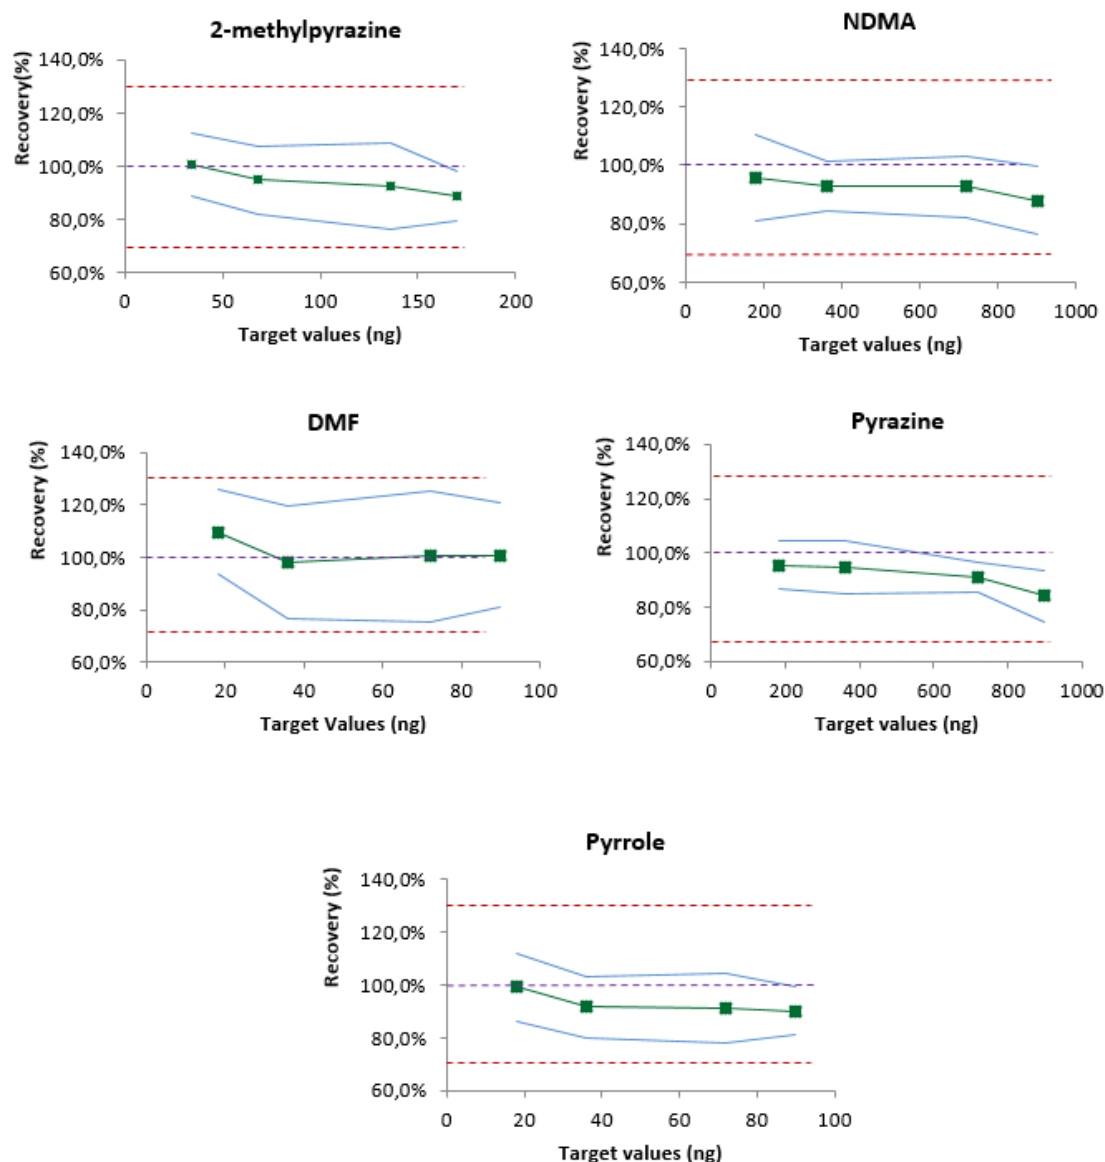 2-methylpyrazine
Recovery(%)
140,0%
120,0%
100,0%
80,0%
60,0%
0 50 100 150 200
Target values (ng)
NDMA
Recovery (%)
140,0%
120,0%
100,0%
80,0%
60,0%
0 200 400 600 800 1000
Target values (ng)
DMF
Recovery (%)
140,0%
120,0%
100,0%
80,0%
60,0%
0 20 40 60 80 100
Target Values (ng)
Pyrazine
Recovery (%)
140,0%
120,0%
100,0%
80,0%
60,0%
0 200 400 600 800 1000
Target values (ng)
Pyrrole
Recovery (%)
140,0%
120,0%
100,0%
80,0%
60,0%
0 20 40 60 80 100
Target values (ng)